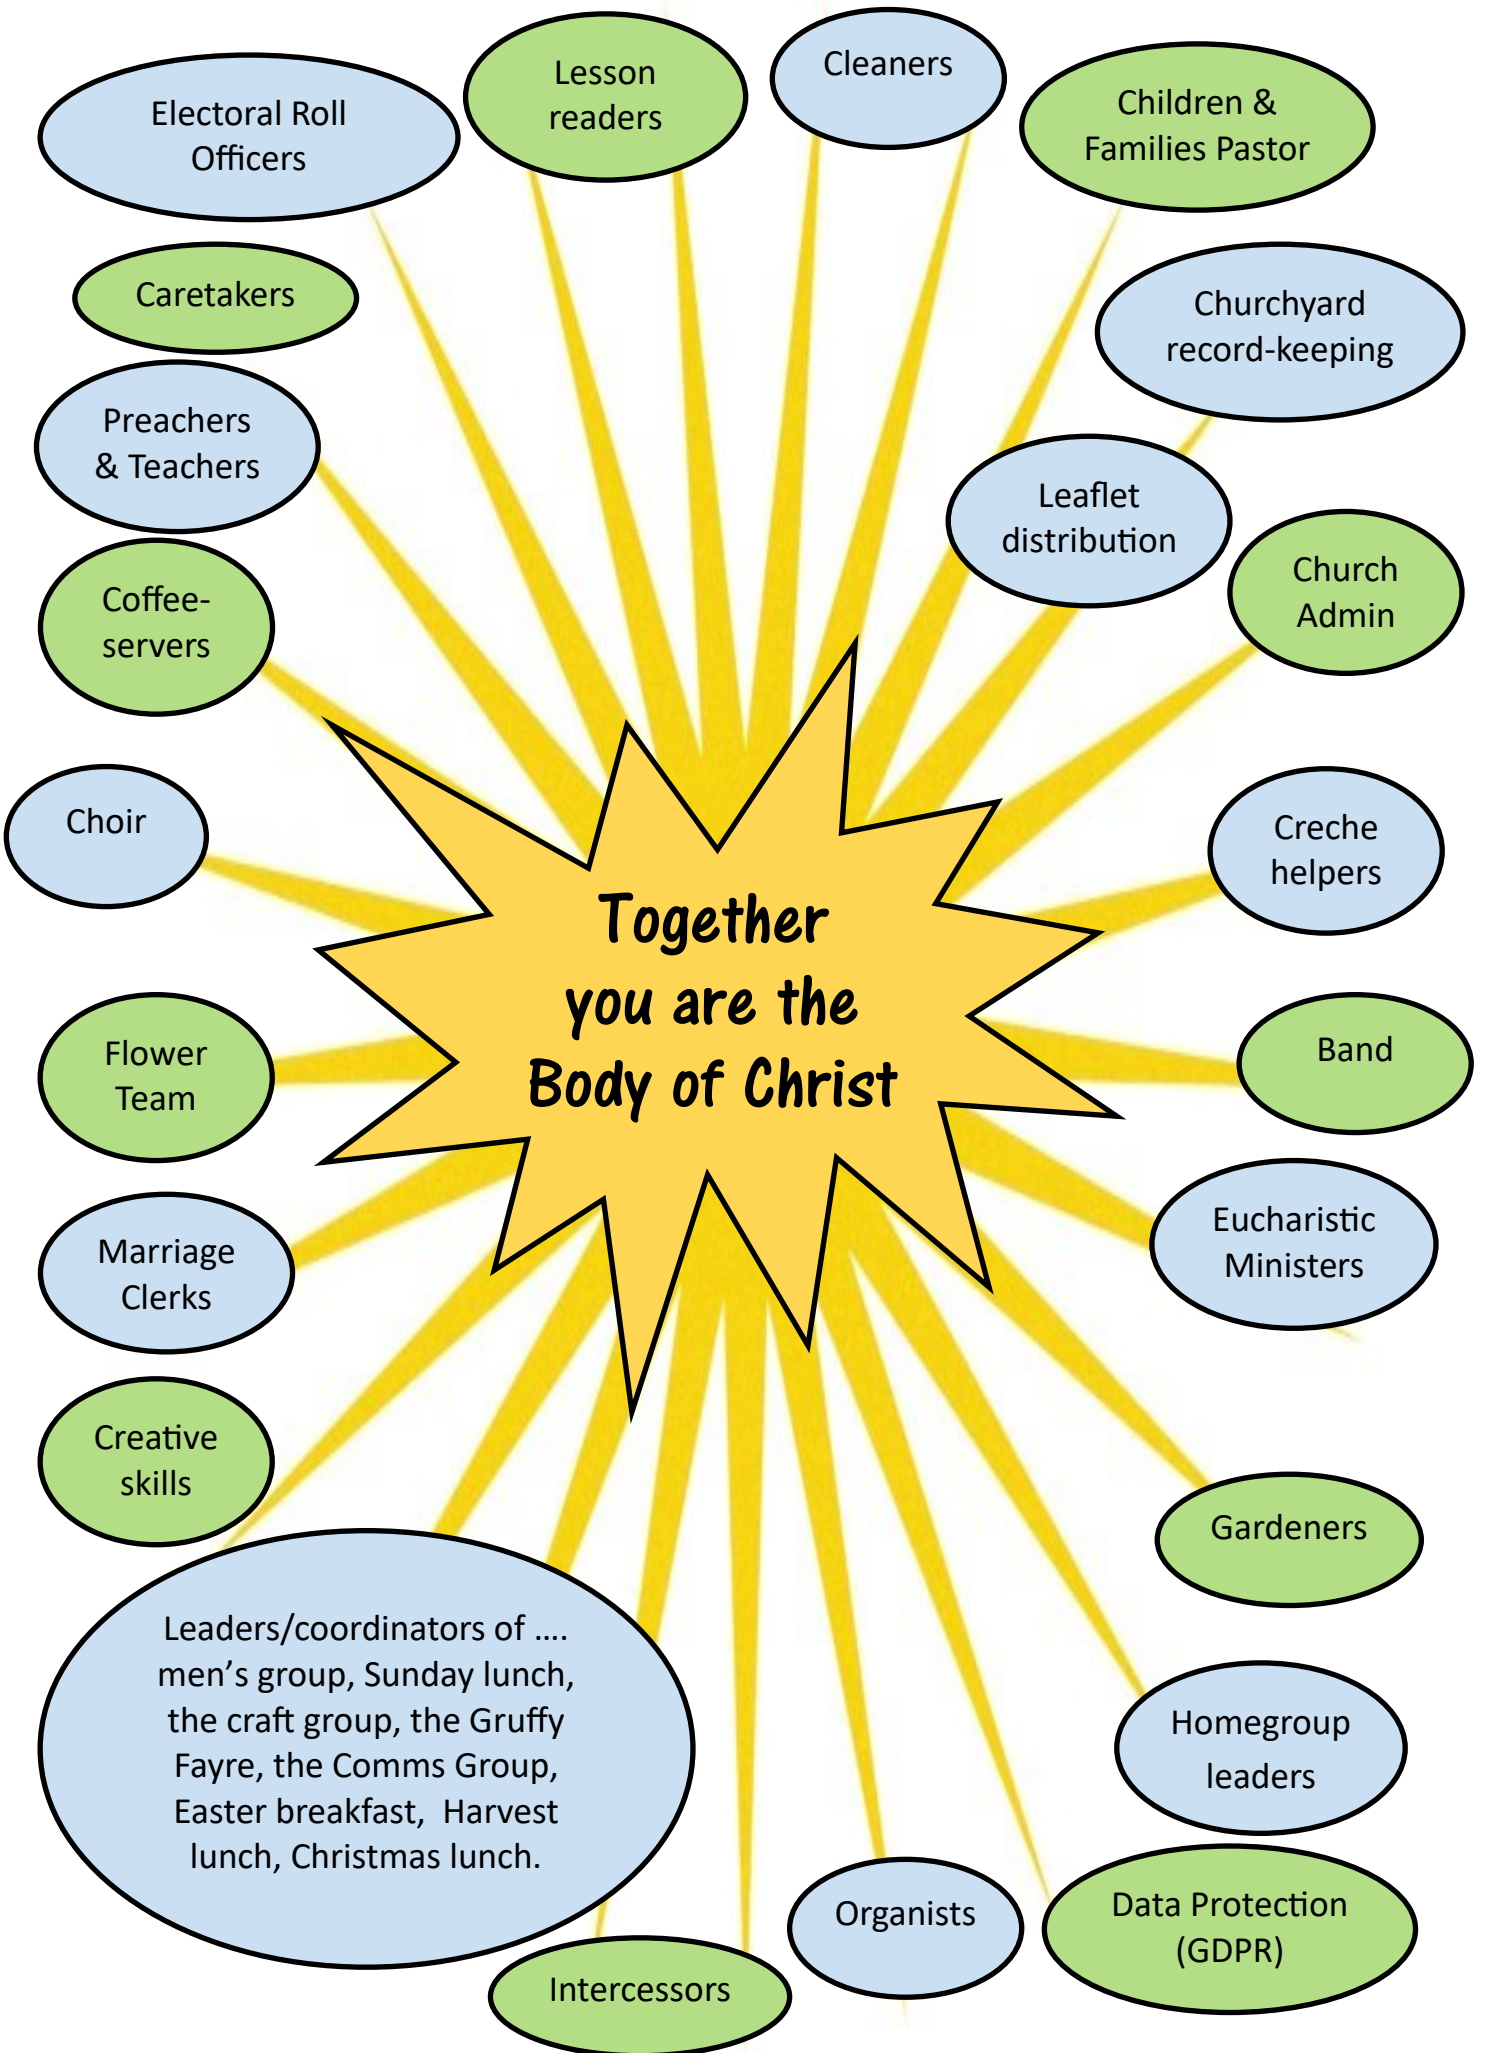 Electoral Roll
Officers
Lesson
readers
Cleaners
Children &
Families Pastor
Caretakers
Churchyard
record-keeping
Preachers
& Teachers
Leaflet
distribution
Church
Admin
Coffee-
servers
Choir
Creche
helpers
Together
you are the
Body of Christ
Flower
Team
Band
Marriage
Clerks
Eucharistic
Ministers
Creative
skills
Gardeners
Leaders/coordinators of ....
men’s group, Sunday lunch,
the craft group, the Gruffy
Fayre, the Comms Group,
Easter breakfast,  Harvest
lunch, Christmas lunch.
Homegroup
leaders
Organists
Data Protection
(GDPR)
Intercessors